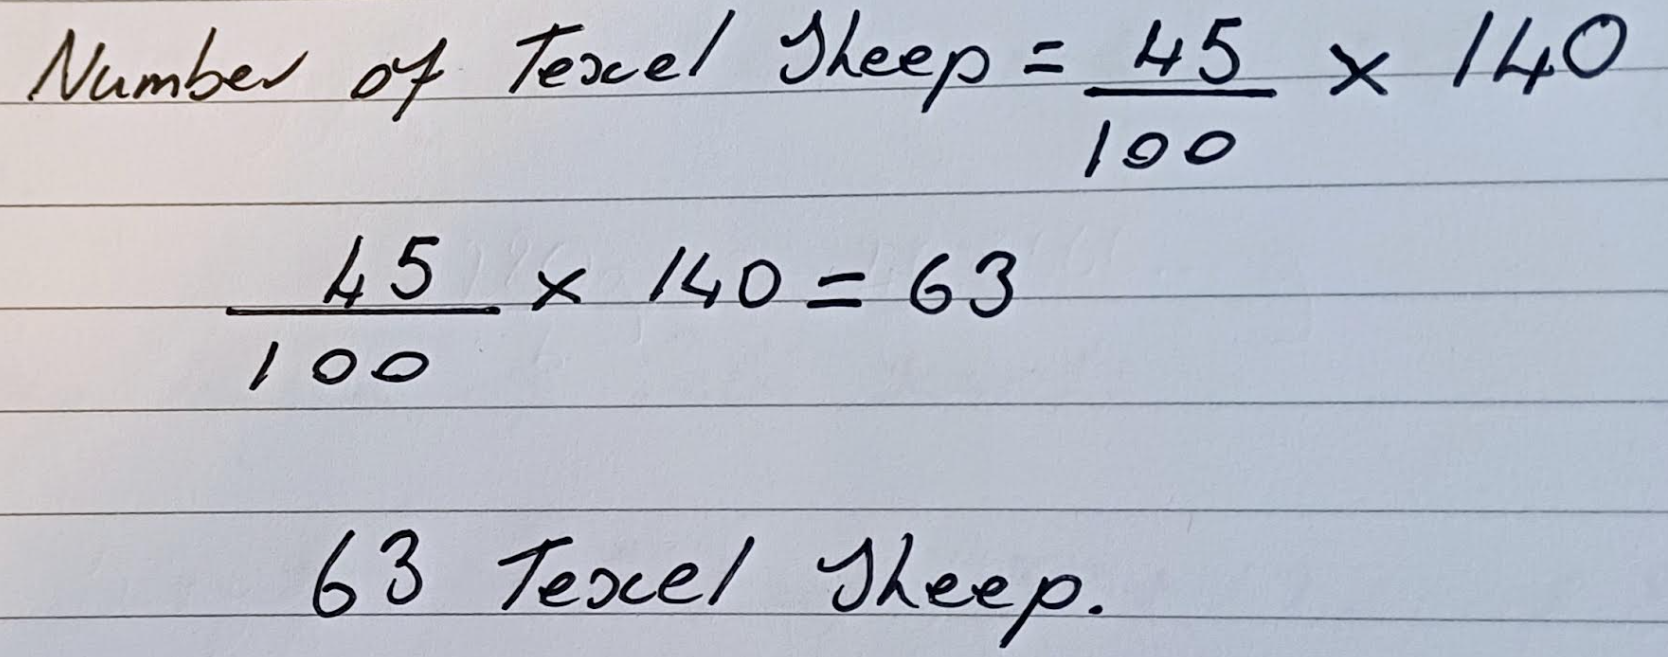 Number of Texel Sheep = 45/100 × 140
45/100 × 140 = 63
63 Texel Sheep.